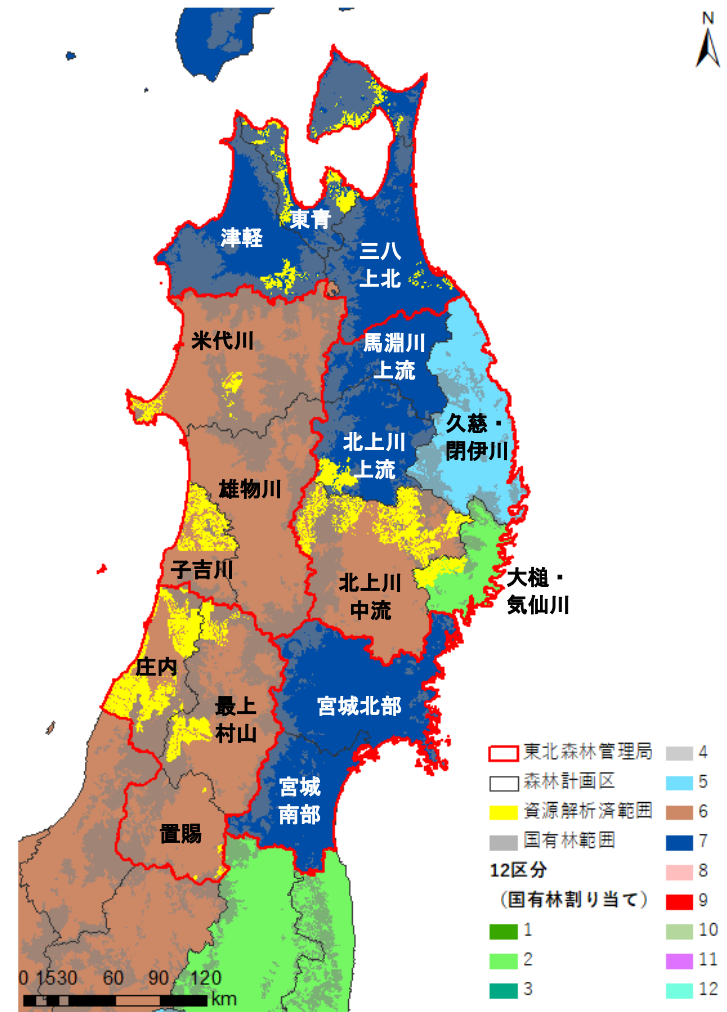 N
東青
津軽
三八
上北
米代川
馬淵川
上流
久慈・
閉伊川
北上川
上流
雄物川
子吉川
北上川
中流
大槌・
気仙川
庄内
最上
村山
宮城北部
宮城
南部
置賜
東北森林管理局
森林計画区
資源解析済範囲
国有林範囲
12区分
（国有林割り当て）
1
2
3
4
5
6
7
8
9
10
11
12
0 1530 60 90 120
km